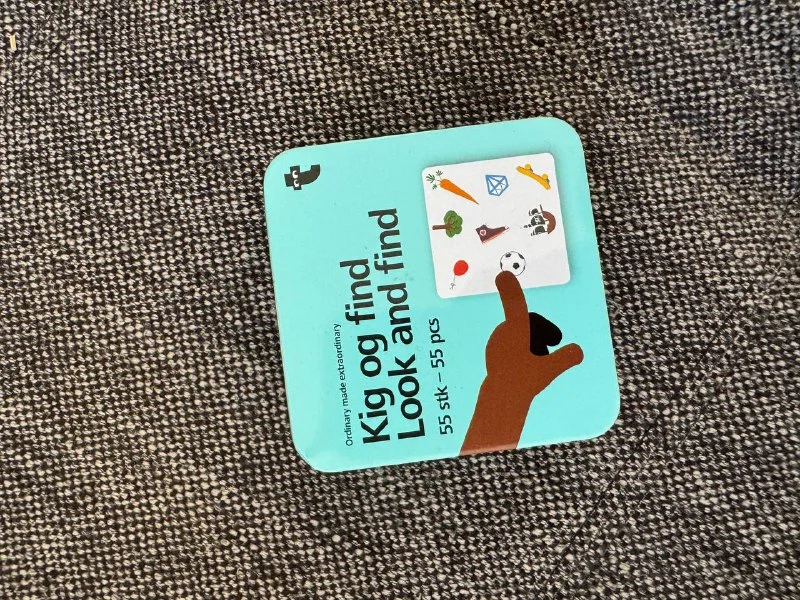 Ordinary made extraordinary
Kig og find
Look and find
55 stk – 55 pcs